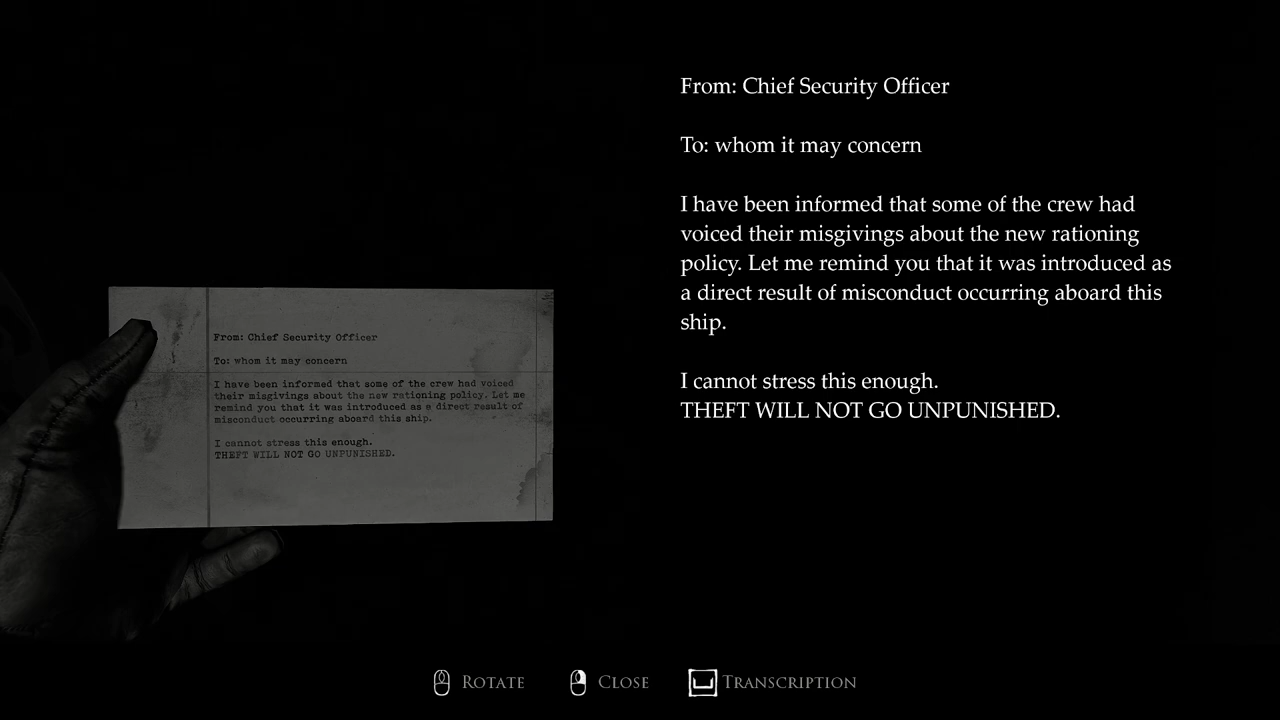 From: Chief Security Officer
To: whom it may concern
I have been informed that some of the crew had voiced
their misgivings about the new rationing policy. Let me
remind you that it was introduced as a direct result of
misconduct occurring aboard this ship.
I cannot stress this enough.
THEFT WILL NOT GO UNPUNISHED.
From: Chief Security Officer
To: whom it may concern
I have been informed that some of the crew had
voiced their misgivings about the new rationing
policy. Let me remind you that it was introduced as
a direct result of misconduct occurring aboard this
ship.
I cannot stress this enough.
THEFT WILL NOT GO UNPUNISHED.
ROTATE
CLOSE
TRANSCRIPTION